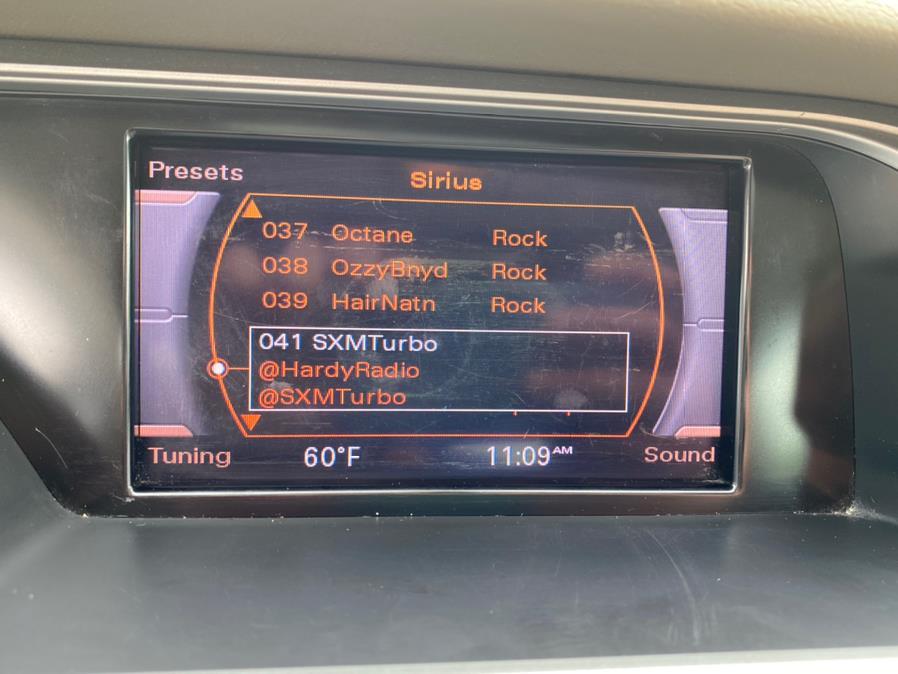 Presets
Sirius
037 Octane Rock
038 OzzyBnyd Rock
039 HairNatn Rock
041 SXMTurbo
@HardyRadio
@SXMTurbo
Tuning 60°F 11:09AM Sound